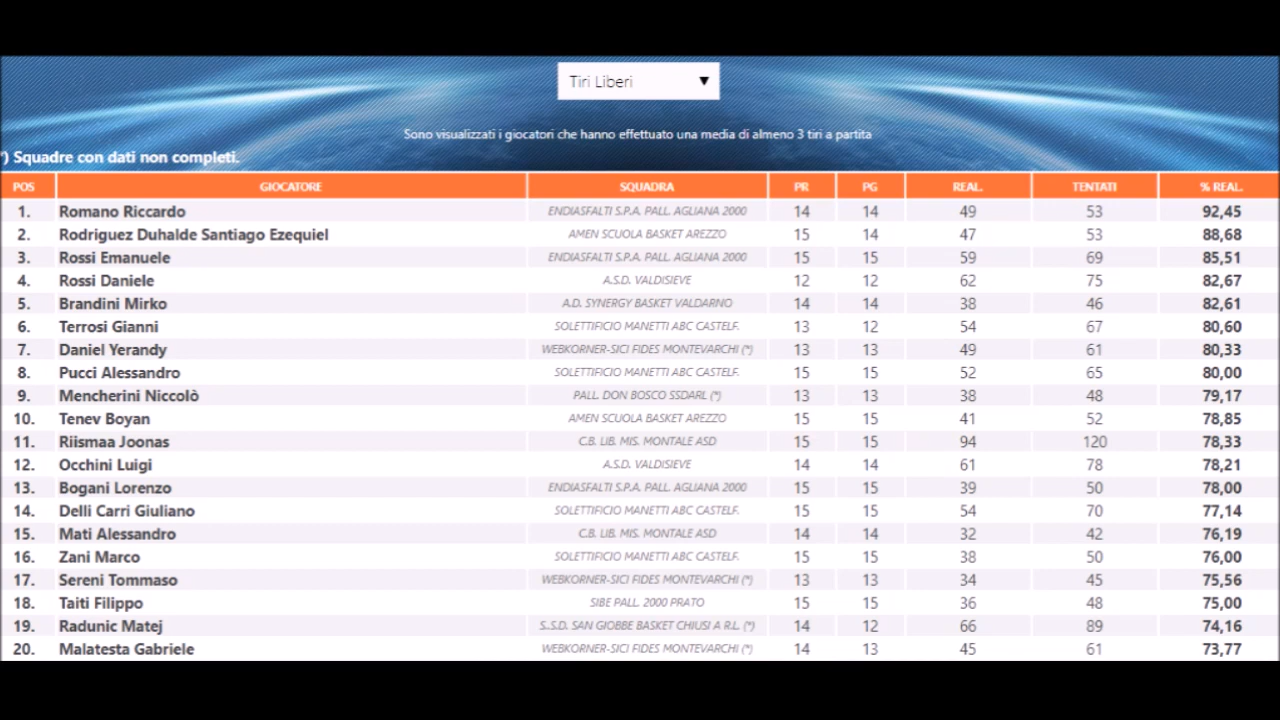 Tiri Liberi ▼
Sono visualizzati i giocatori che hanno effettuato una media di almeno 3 tiri a partita
*) Squadre con dati non completi.
POS GIOCATORE SQUADRA PR PG REAL. TENTATI % REAL.
1. Romano Riccardo ENDIASFALTI S.P.A. PALL. AGLIANA 2000 14 14 49 53 92,45
2. Rodriguez Duhalde Santiago Ezequiel AMEN SCUOLA BASKET AREZZO 15 14 47 53 88,68
3. Rossi Emanuele ENDIASFALTI S.P.A. PALL. AGLIANA 2000 15 15 59 69 85,51
4. Rossi Daniele A.S.D. VALDISIEVE 12 12 62 75 82,67
5. Brandini Mirko A.D. SYNERGY BASKET VALDARNO 14 14 38 46 82,61
6. Terrosi Gianni SOLETTIFICIO MANETTI ABC CASTELF. 13 12 54 67 80,60
7. Daniel Yerandy WEBKORNER-SICI FIDES MONTEVARCHI (*) 13 13 49 61 80,33
8. Pucci Alessandro SOLETTIFICIO MANETTI ABC CASTELF. 15 15 52 65 80,00
9. Mencherini Niccolò PALL. DON BOSCO SSDARL (*) 13 13 38 48 79,17
10. Tenev Boyan AMEN SCUOLA BASKET AREZZO 15 15 41 52 78,85
11. Riismaa Joonas C.B. LIB. MIS. MONTALE ASD 15 15 94 120 78,33
12. Occhini Luigi A.S.D. VALDISIEVE 14 14 61 78 78,21
13. Bogani Lorenzo ENDIASFALTI S.P.A. PALL. AGLIANA 2000 15 15 39 50 78,00
14. Delli Carri Giuliano SOLETTIFICIO MANETTI ABC CASTELF. 15 15 54 70 77,14
15. Mati Alessandro C.B. LIB. MIS. MONTALE ASD 14 14 32 42 76,19
16. Zani Marco SOLETTIFICIO MANETTI ABC CASTELF. 15 15 38 50 76,00
17. Sereni Tommaso WEBKORNER-SICI FIDES MONTEVARCHI (*) 13 13 34 45 75,56
18. Taiti Filippo SIBE PALL. 2000 PRATO 15 15 36 48 75,00
19. Radunic Matej S..S.D. SAN GIOBBE BASKET CHIUSI A R.L. (*) 14 12 66 89 74,16
20. Malatesta Gabriele WEBKORNER-SICI FIDES MONTEVARCHI (*) 14 13 45 61 73,77